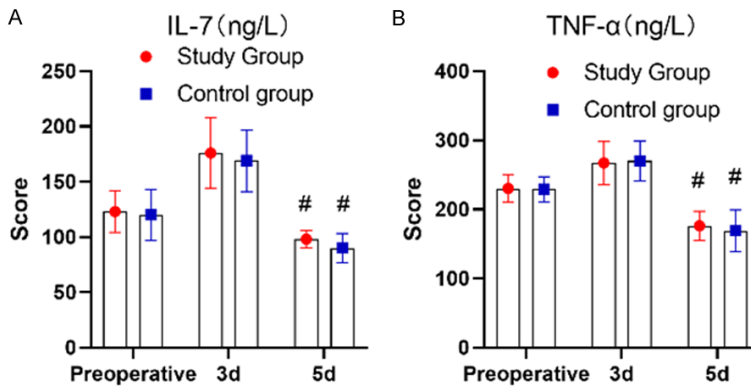 A
IL-7(ng/L)
Study Group
Control group
250
200
150
100
50
0
Score
# #
Preoperative 3d 5d
B
TNF-α(ng/L)
Study Group
Control group
400
300
200
100
0
Score
# #
Preoperative 3d 5d